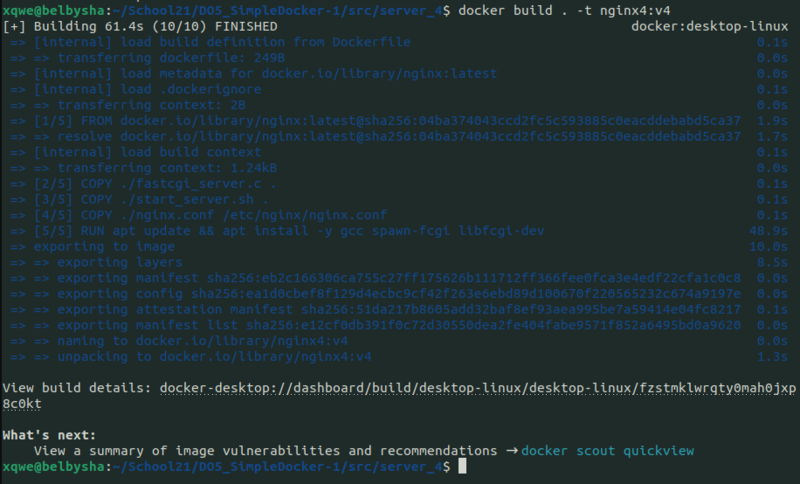 xqwe@belbysha:~/School21/DO5_SimpleDocker-1/src/server_4$ docker build . -t nginx4:v4
[+] Building 61.4s (10/10) FINISHED docker:desktop-linux
=> [internal] load build definition from Dockerfile 0.1s
=> => transferring dockerfile: 249B 0.0s
=> [internal] load metadata for docker.io/library/nginx:latest 0.0s
=> [internal] load .dockerignore 0.1s
=> => transferring context: 2B 0.0s
=> [1/5] FROM docker.io/library/nginx:latest@sha256:04ba374043ccd2fc5c593885c0eacddebabd5ca37 1.9s
=> => resolve docker.io/library/nginx:latest@sha256:04ba374043ccd2fc5c593885c0eacddebabd5ca37 1.7s
=> [internal] load build context 0.1s
=> => transferring context: 1.24kB 0.0s
=> [2/5] COPY ./fastcgi_server.c . 0.1s
=> [3/5] COPY ./start_server.sh . 0.1s
=> [4/5] COPY ./nginx.conf /etc/nginx/nginx.conf 0.1s
=> [5/5] RUN apt update && apt install -y gcc spawn-fcgi libfcgi-dev 48.9s
=> exporting to image 10.0s
=> => exporting layers 8.5s
=> => exporting manifest sha256:eb2c166306ca755c27ff175626b111712ff366fee0fca3e4edf22cfa1c0c8 0.0s
=> => exporting config sha256:ea1d0cbef8f129d4ecbc9cf42f263e6ebd89d100670f220565232c674a9197e 0.0s
=> => exporting attestation manifest sha256:51da217b8605add32baf8ef93aea995be7a59414e04fc8217 0.1s
=> => exporting manifest list sha256:e12cf0db391f0c72d30550dea2fe404fabe9571f852a6495bd0a9620 0.0s
=> => naming to docker.io/library/nginx4:v4 0.0s
=> => unpacking to docker.io/library/nginx4:v4 1.3s
View build details: docker-desktop://dashboard/build/desktop-linux/desktop-linux/fzstmklwrqty0mah0jxp
8c0kt
What's next:
View a summary of image vulnerabilities and recommendations → docker scout quickview
xqwe@belbysha:~/School21/DO5_SimpleDocker-1/src/server_4$